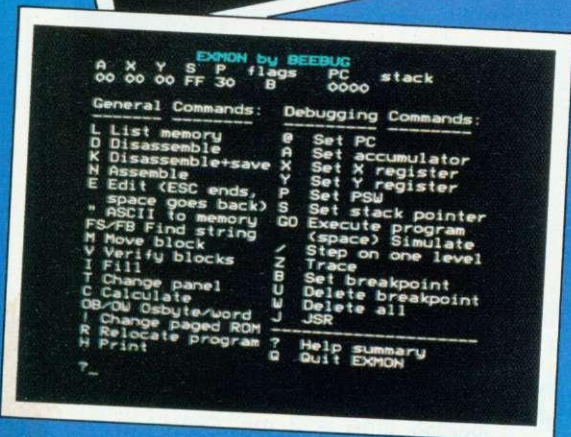 EXMON by BEEBUG
A X Y S P flags PC stack
00 00 00 FF 30 B 0000
General Commands:
L List memory
D Disassemble
K Disassemble+save
N Assemble
E Edit (ESC ends,
space goes back)
" ASCII to memory
FS/FB Find string
M Move block
V Verify blocks
I Fill
T Change panel
C Calculate
OB/OW Osbyte/word
! Change paged ROM
R Relocate program
H Print
?_
Debugging Commands:
@ Set PC
A Set accumulator
X Set X register
Y Set Y register
P Set PSW
S Set stack pointer
GO Execute program
(space) Simulate
/ Step on one level
Z Trace
B Set breakpoint
U Delete breakpoint
W Delete all
J JSR
? Help summary
Q Quit EXMON